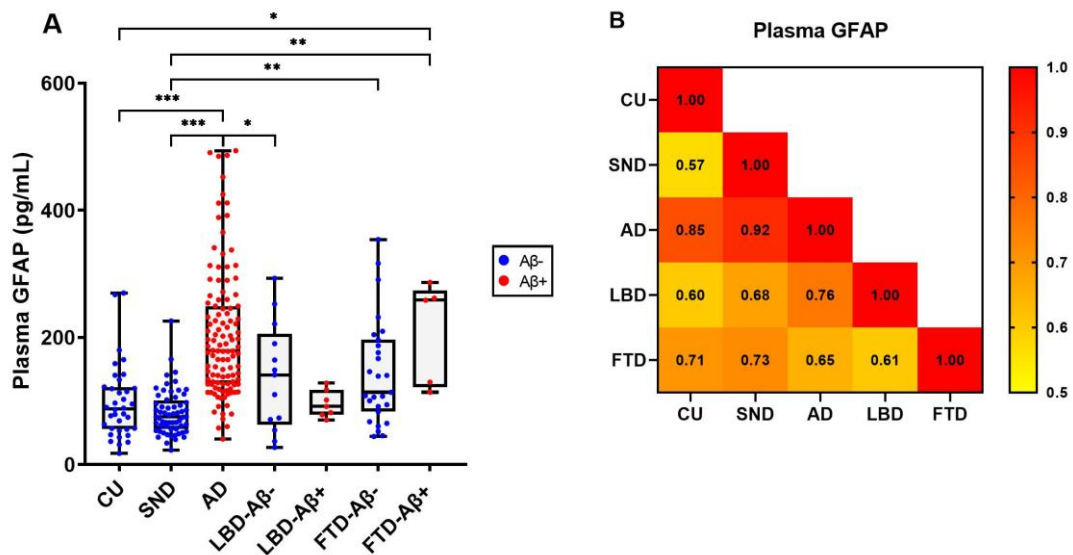 A
*
**
**
***
*** *
Plasma GFAP (pg/mL)
600
400
200
0
CU SND AD LBD-Aβ- LBD-Aβ+ FTD-Aβ- FTD-Aβ+
Aβ-
Aβ+
B
Plasma GFAP
CU 1.00
SND 0.57 1.00
AD 0.85 0.92 1.00
LBD 0.60 0.68 0.76 1.00
FTD 0.71 0.73 0.65 0.61 1.00
CU SND AD LBD FTD
1.0
0.9
0.8
0.7
0.6
0.5